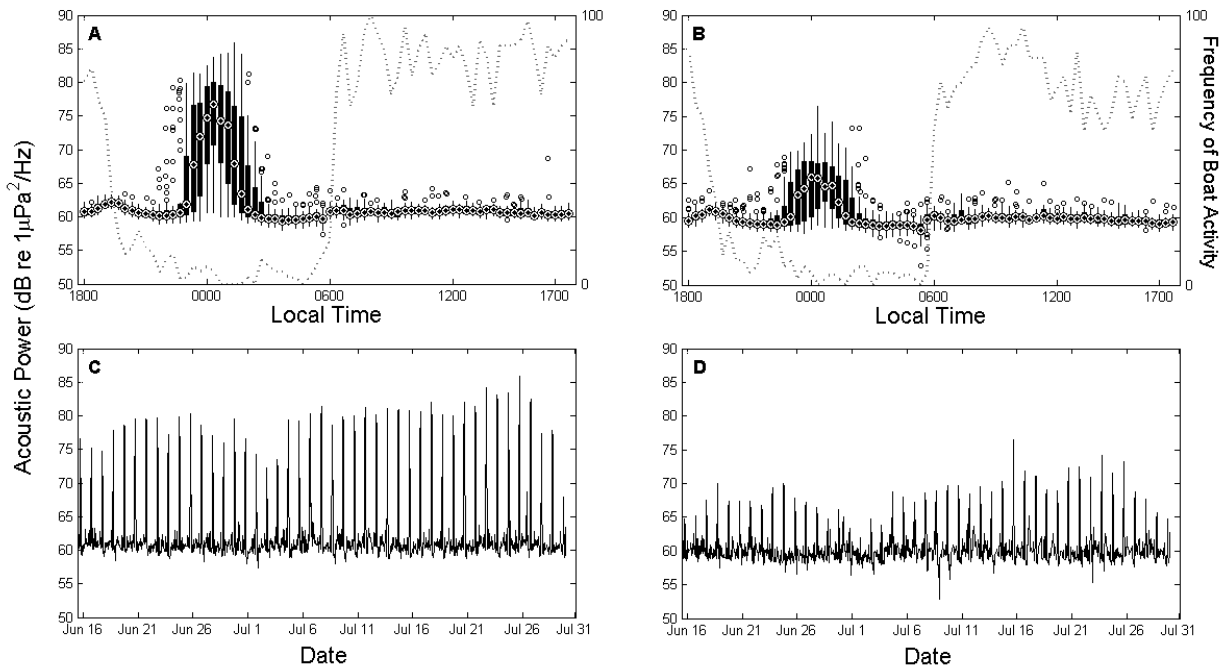 A
B
90
85
80
75
70
65
60
55
50
100
0
1800
0000
0600
1200
1700
Local Time
90
85
80
75
70
65
60
55
50
100
0
1800
0000
0600
1200
1700
Local Time
Frequency of Boat Activity
Acoustic Power (dB re 1µPa²/Hz)
C
90
85
80
75
70
65
60
55
50
Jun 16
Jun 21
Jun 26
Jul 1
Jul 6
Jul 11
Jul 16
Jul 21
Jul 26
Jul 31
Date
D
90
85
80
75
70
65
60
55
50
Jun 16
Jun 21
Jun 26
Jul 1
Jul 6
Jul 11
Jul 16
Jul 21
Jul 26
Jul 31
Date